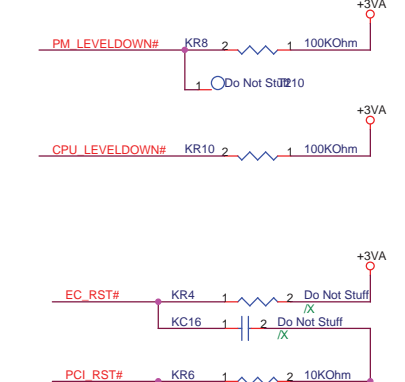 +3VA
PM_LEVELDOWN# KR8 2 1 100KOhm
1 Do Not Stuff T210
+3VA
CPU_LEVELDOWN# KR10 2 1 100KOhm
+3VA
EC_RST# KR4 1 2 Do Not Stuff
/X
KC16 1 2 Do Not Stuff
/X
PCI_RST# KR6 1 2 10KOhm